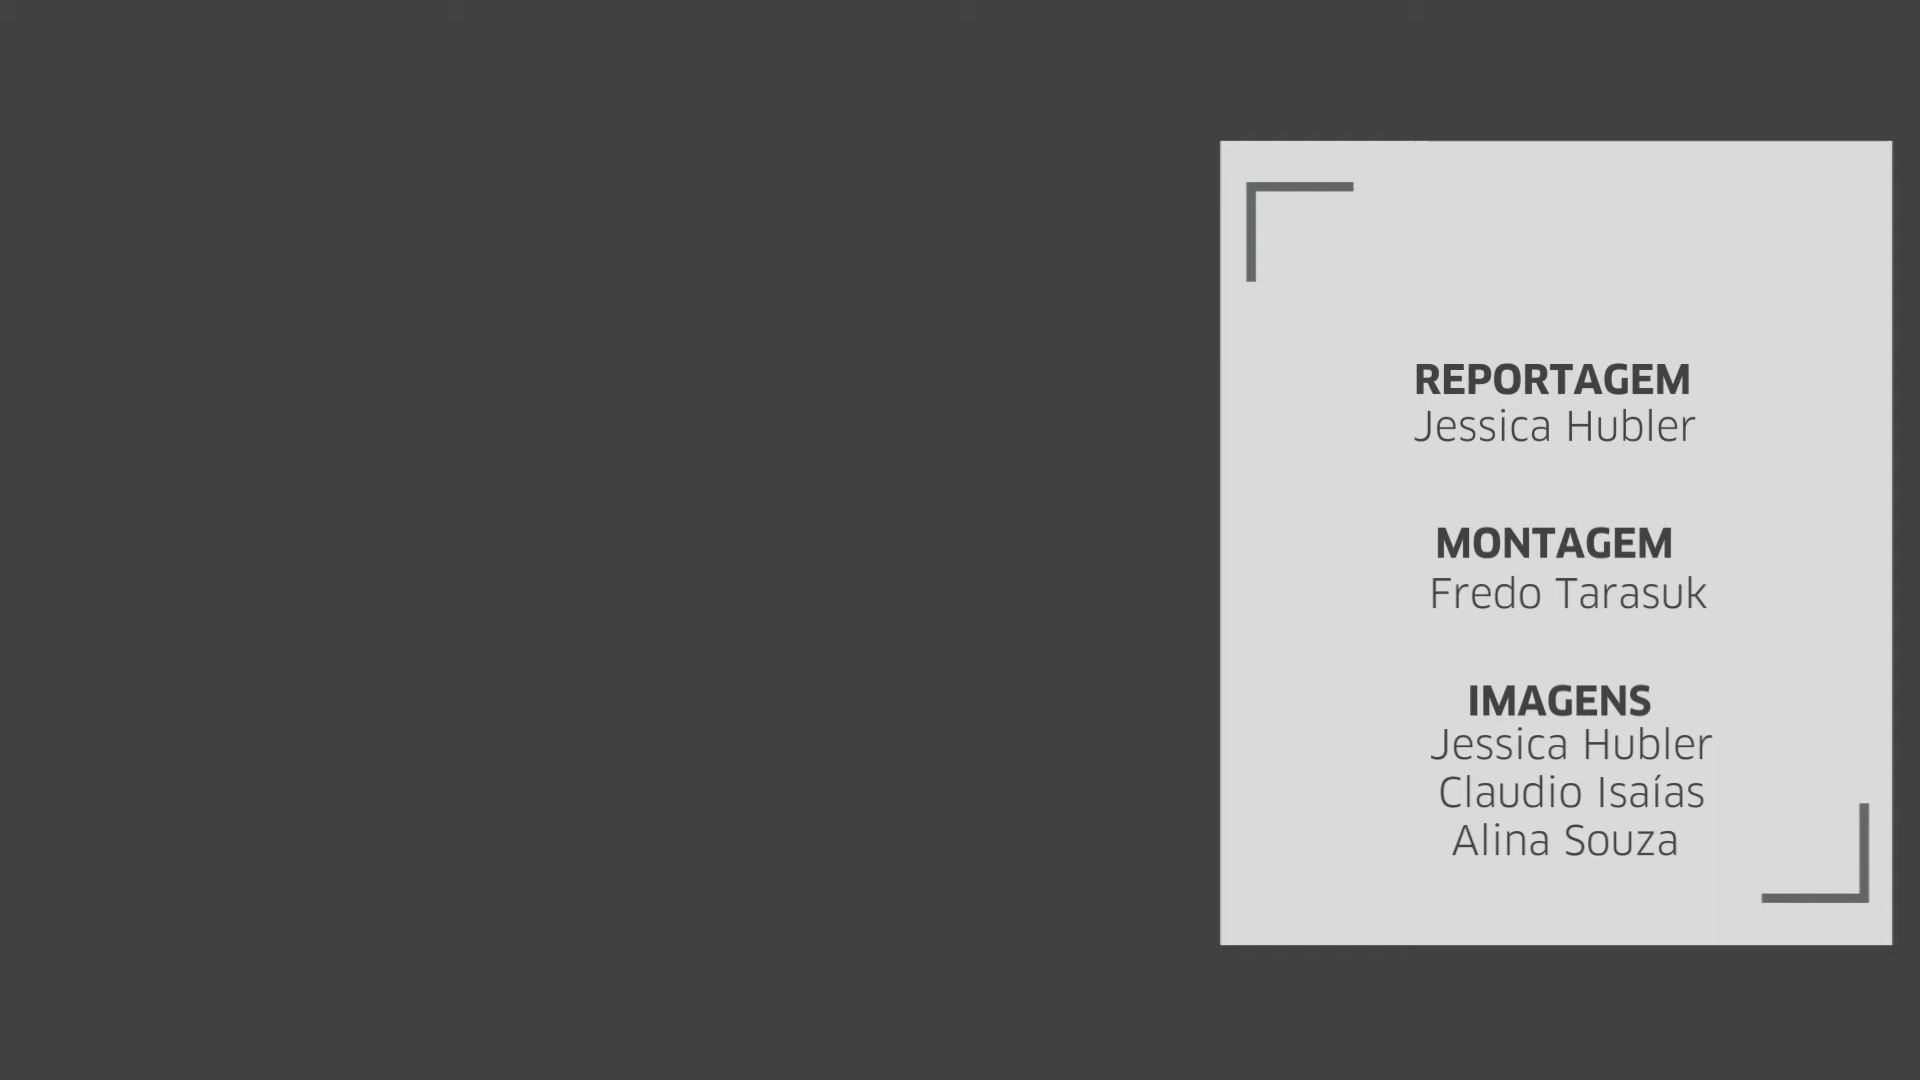 REPORTAGEM
Jessica Hubler
MONTAGEM
Fredo Tarasuk
IMAGENS
Jessica Hubler
Claudio Isaías
Alina Souza